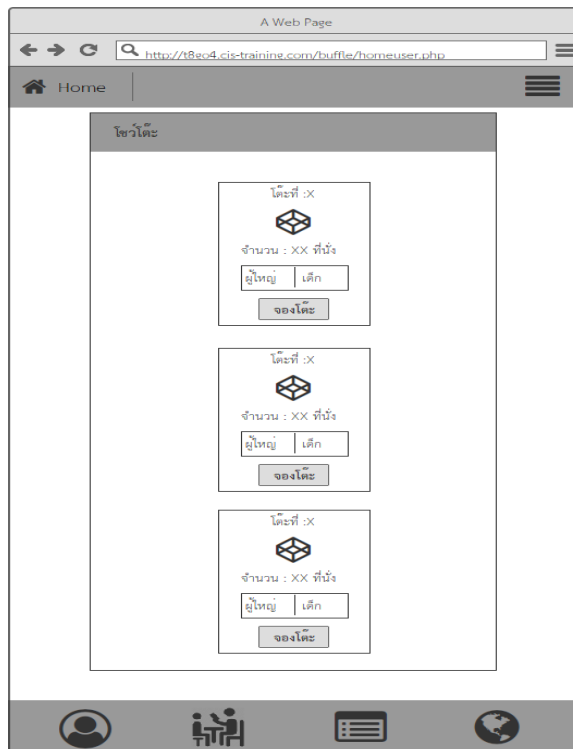 A Web Page
http://t8go4.cis-training.com/buffle/homeuser.php
Home
โชว์โต๊ะ
โต๊ะที่ :X
จำนวน : XX ที่นั่ง
ผู้ใหญ่ เด็ก
จองโต๊ะ
โต๊ะที่ :X
จำนวน : XX ที่นั่ง
ผู้ใหญ่ เด็ก
จองโต๊ะ
โต๊ะที่ :X
จำนวน : XX ที่นั่ง
ผู้ใหญ่ เด็ก
จองโต๊ะ